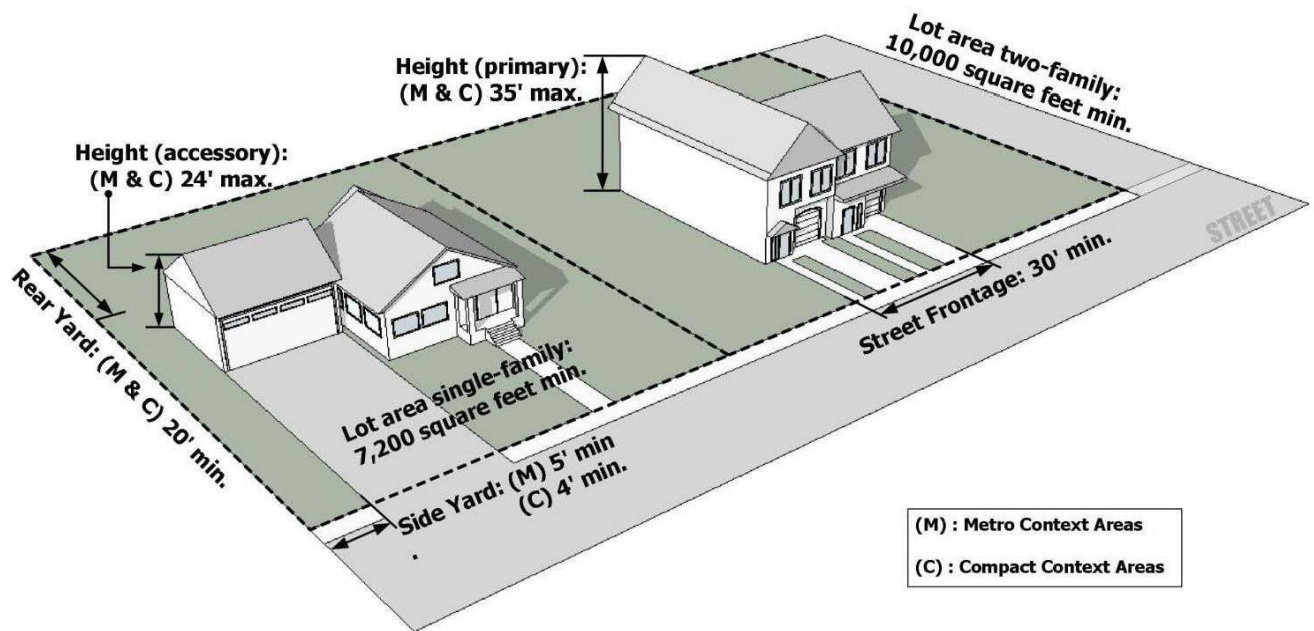 Lot area two-family:
10,000 square feet min.
Height (primary):
(M & C) 35' max.
Height (accessory):
(M & C) 24' max.
STREET
Street Frontage: 30' min.
Rear Yard: (M & C) 20' min.
Lot area single-family:
7,200 square feet min.
Side Yard: (M) 5' min
(C) 4' min.
.
(M) : Metro Context Areas
(C) : Compact Context Areas